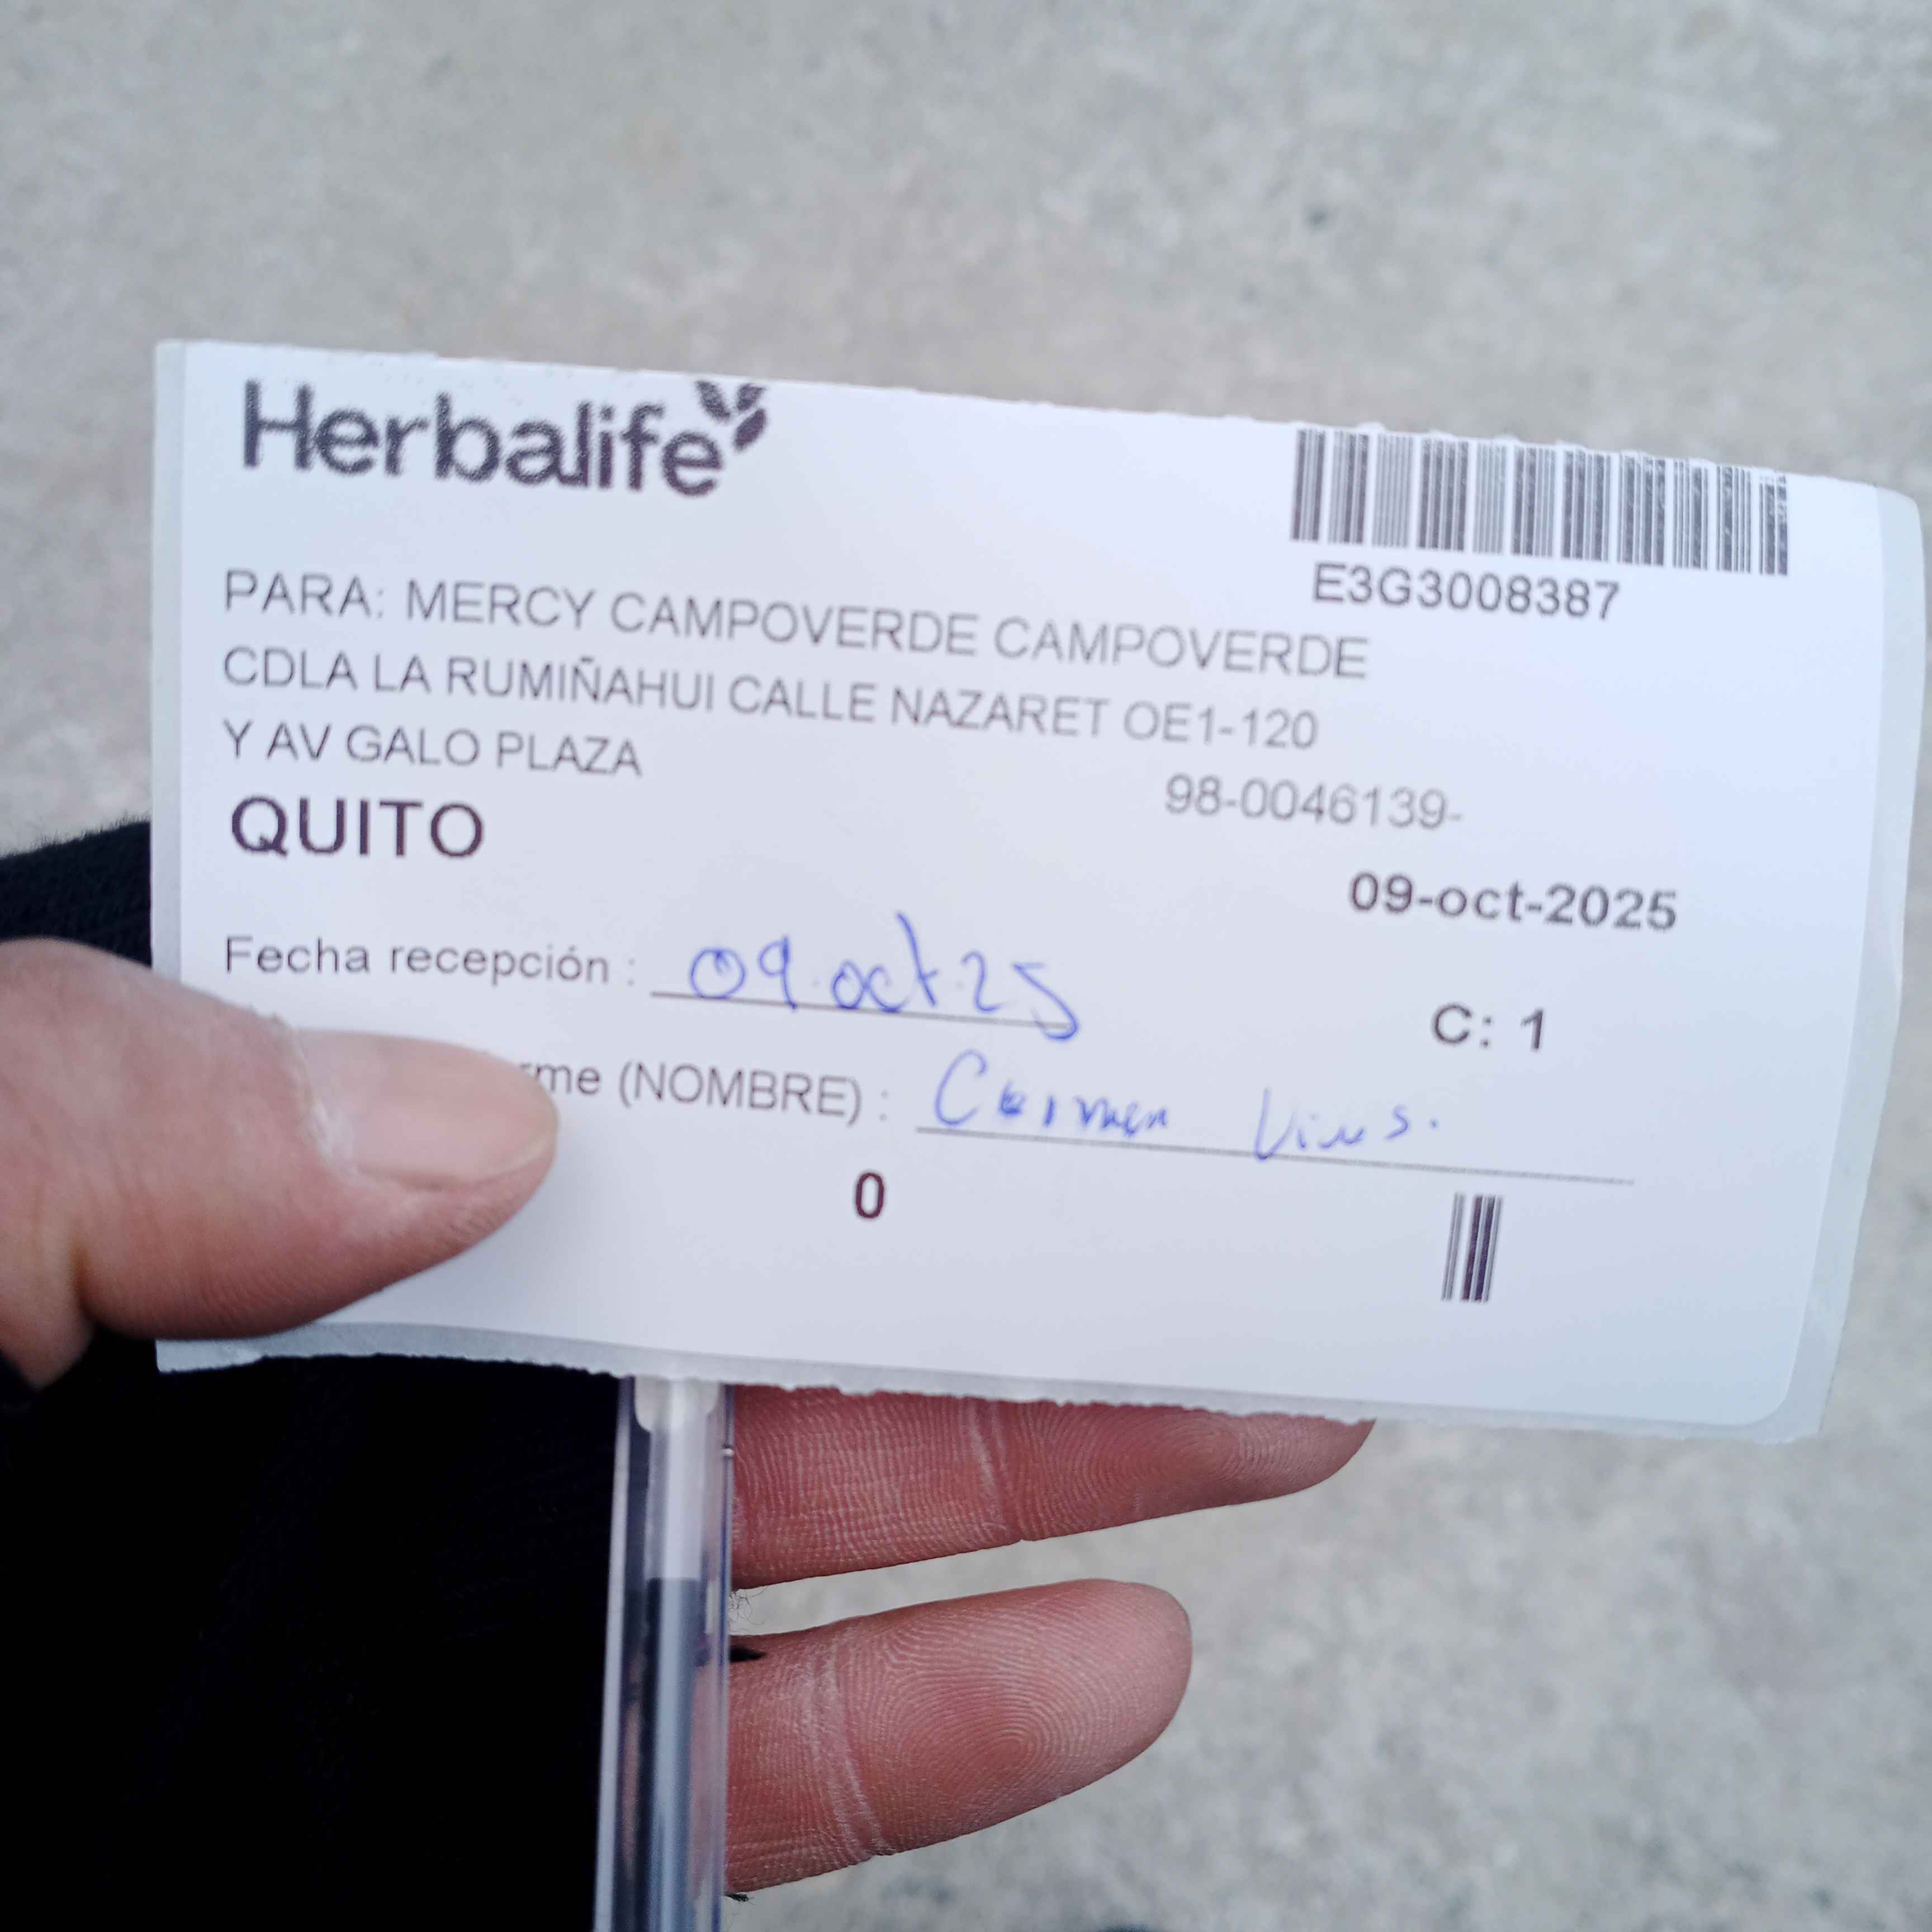 Herbalife
E3G3008387
PARA: MERCY CAMPOVERDE CAMPOVERDE
CDLA LA RUMIÑAHUI CALLE NAZARET OE1-120
Y AV GALO PLAZA
98-0046139-
QUITO
09-oct-2025
Fecha recepción : 09.oct.25
C: 1
rme (NOMBRE) : Carmen
0